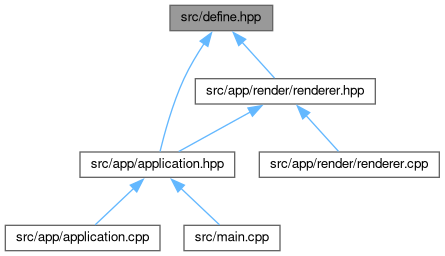 src/define.hpp
src/app/render/renderer.hpp
src/app/application.hpp
src/app/render/renderer.cpp
src/app/application.cpp
src/main.cpp